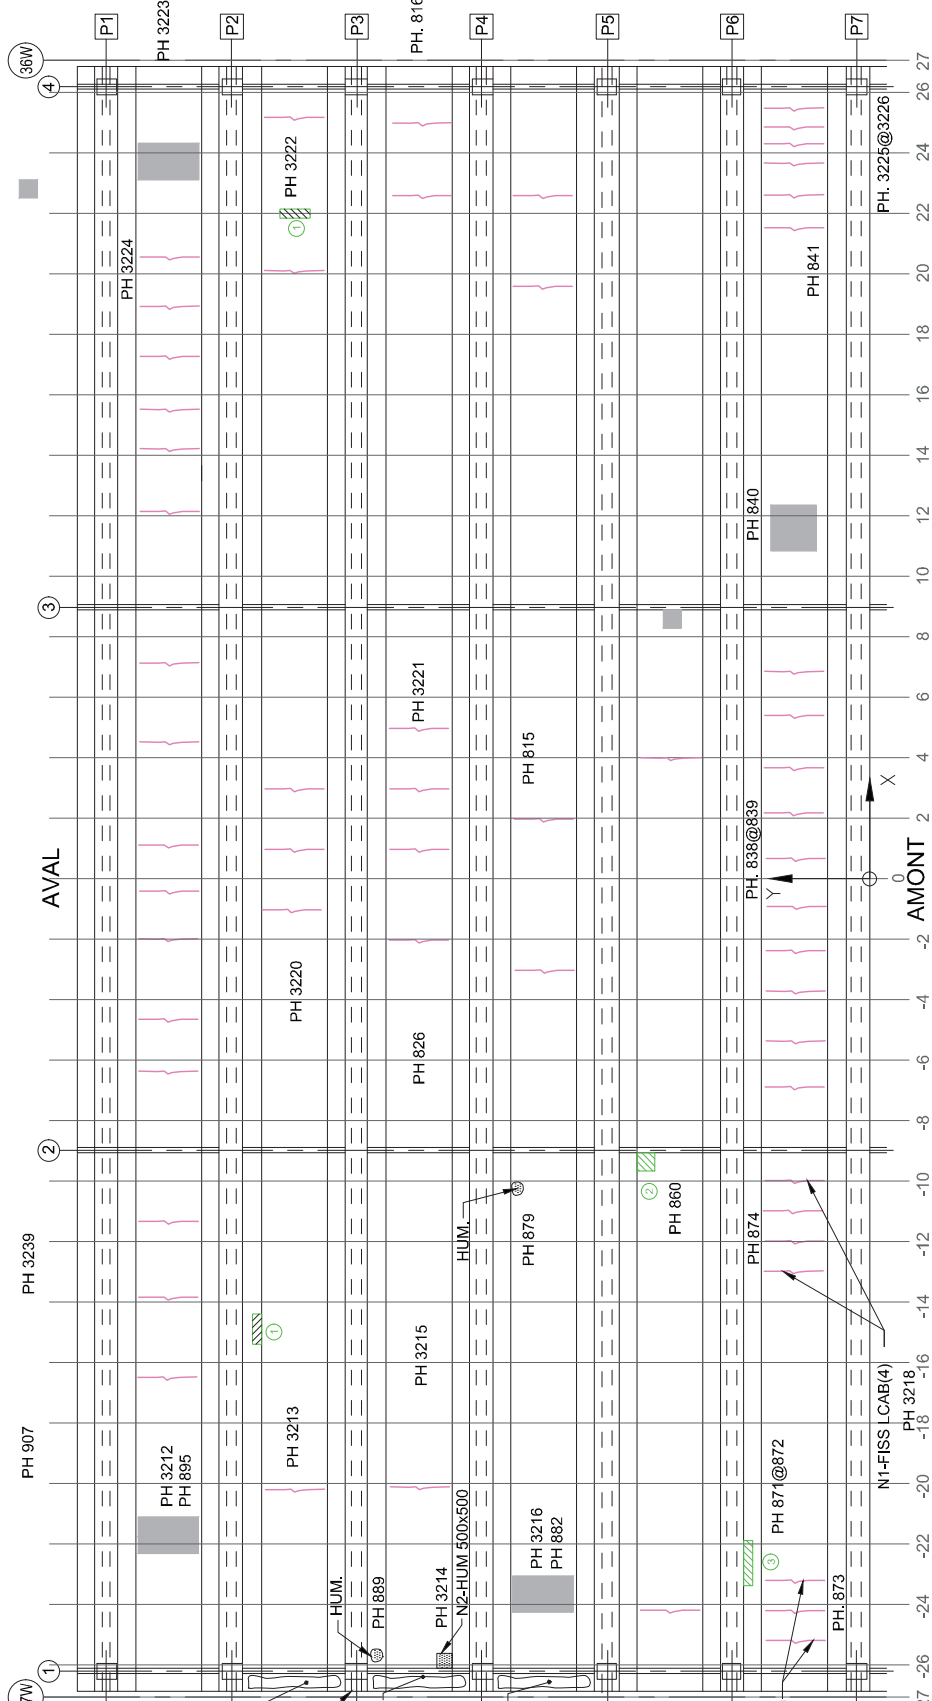 36W
4
3
2
1
7W
P1
P2
P3
P4
P5
P6
P7
PH 3223
PH. 816
PH 3224
PH 3222
1
PH 841
PH. 3225@3226
PH 840
PH 3221
PH 815
PH. 838@839
AVAL
AMONT
Y
X
PH 3220
PH 826
PH 3239
PH 907
HUM.
PH 879
2
PH 860
PH 874
1
PH 3215
PH 3213
PH 3212
PH 895
N1-FISS LCAB(4)
PH 3218
PH 871@872
3
PH. 873
PH 3216
PH 882
HUM.
PH 889
PH 3214
N2-HUM 500x500
27
26
24
22
20
18
16
14
12
10
8
6
4
2
0
-2
-4
-6
-8
-10
-12
-14
-16
-18
-20
-22
-24
-26